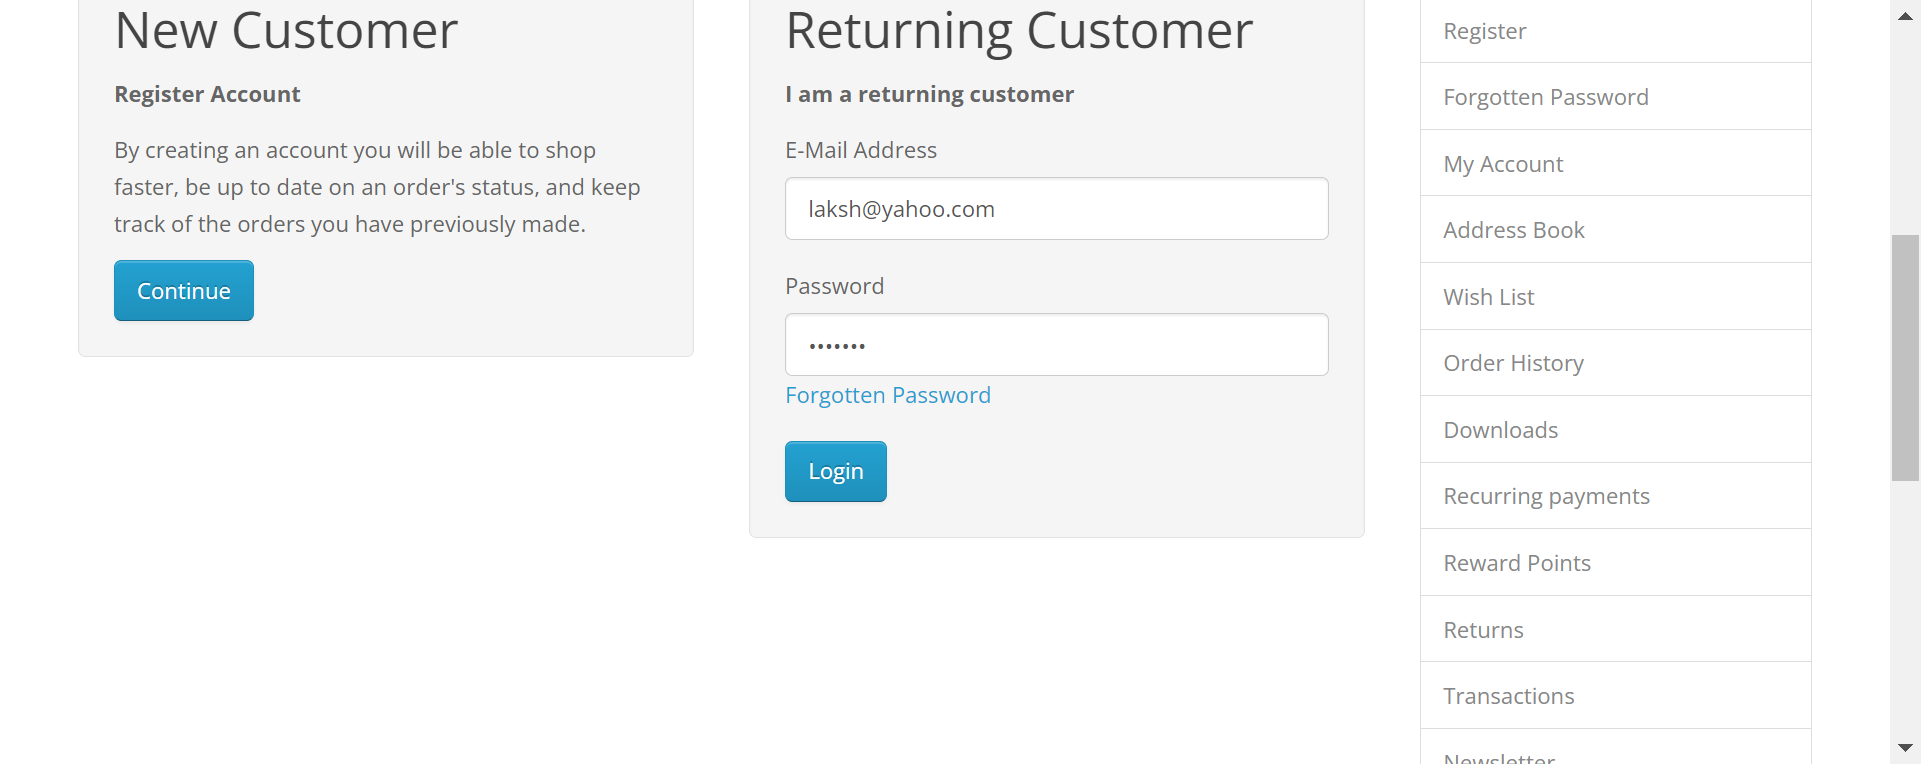 New Customer
Register Account
By creating an account you will be able to shop
faster, be up to date on an order's status, and keep
track of the orders you have previously made.
Continue
Returning Customer
I am a returning customer
E-Mail Address
laksh@yahoo.com
Password
•••••••
Forgotten Password
Login
Register
Forgotten Password
My Account
Address Book
Wish List
Order History
Downloads
Recurring payments
Reward Points
Returns
Transactions
Newsletter